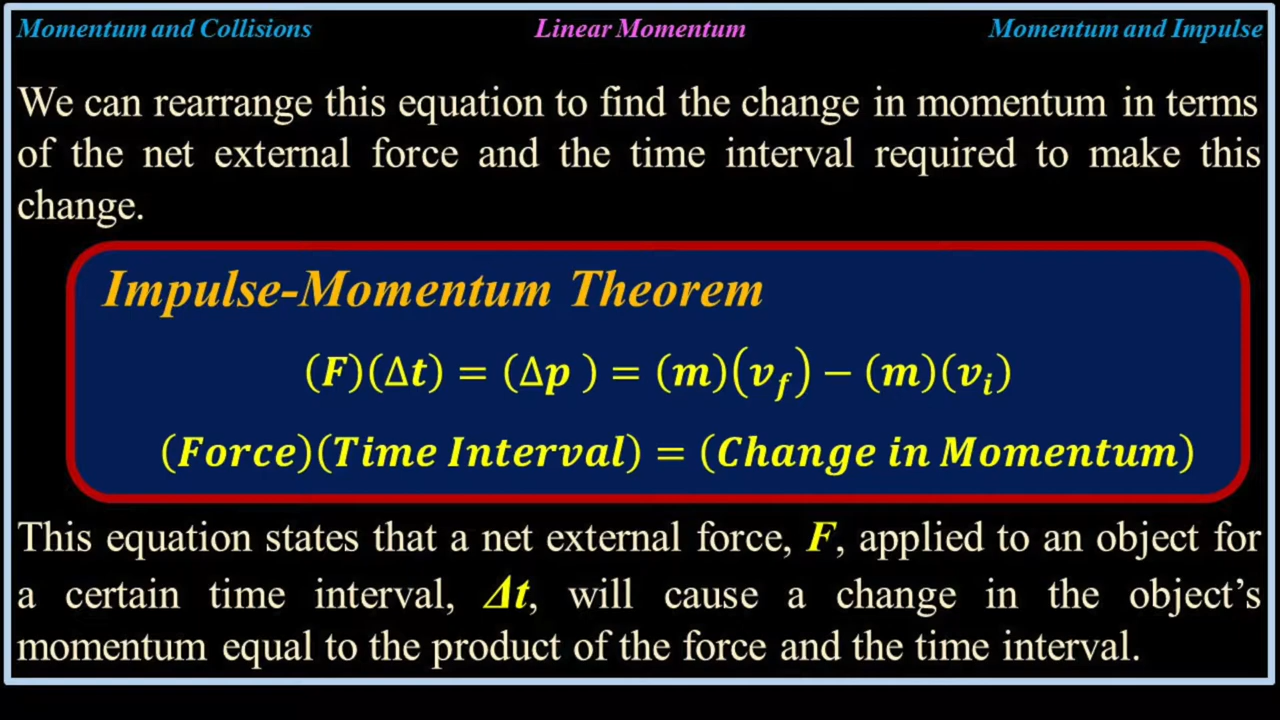 Momentum and Collisions
Linear Momentum
Momentum and Impulse
We can rearrange this equation to find the change in momentum in terms
of the net external force and the time interval required to make this
change.
Impulse-Momentum Theorem
(F)(Δt) = (Δp ) = (m)(v_f) − (m)(v_i)
(Force)(Time Interval) = (Change in Momentum)
This equation states that a net external force, F, applied to an object for
a certain time interval, Δt, will cause a change in the object’s
momentum equal to the product of the force and the time interval.